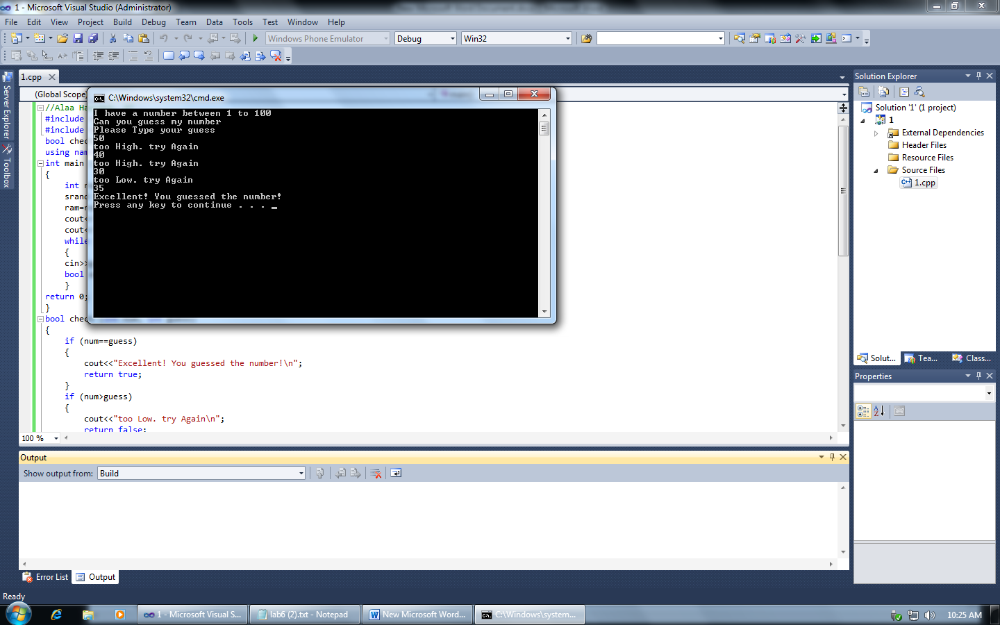 1 - Microsoft Visual Studio (Administrator)
File Edit View Project Build Debug Team Data Tools Test Window Help
Windows Phone Emulator Debug Win32
1.cpp
(Global Scope)
Server Explorer
Toolbox
C:\Windows\system32\cmd.exe
I have a number between 1 to 100
Can you guess my number
Please Type your guess
50
too High. try Again
40
too High. try Again
30
too Low. try Again
35
Excellent! You guessed the number!
Press any key to continue . . . _
//Alaa
#include
#include
bool
using
int main
{
int
ram=
while
{
cin>>
bool
}
return 0;
}
bool
{
if (num==guess)
{
cout<<"Excellent! You guessed the number!\n";
return true;
}
if (num>guess)
{
cout<<"too Low. try Again\n";
return false;
100 %
Solution Explorer
Solution '1' (1 project)
1
External Dependencies
Header Files
Resource Files
Source Files
1.cpp
Solut... Tea... Class...
Properties
Output
Show output from: Build
Error List Output
Ready
1 - Microsoft Visual S... lab6 (2).txt - Notepad New Microsoft Word... C:\Windows\system... 10:25 AM